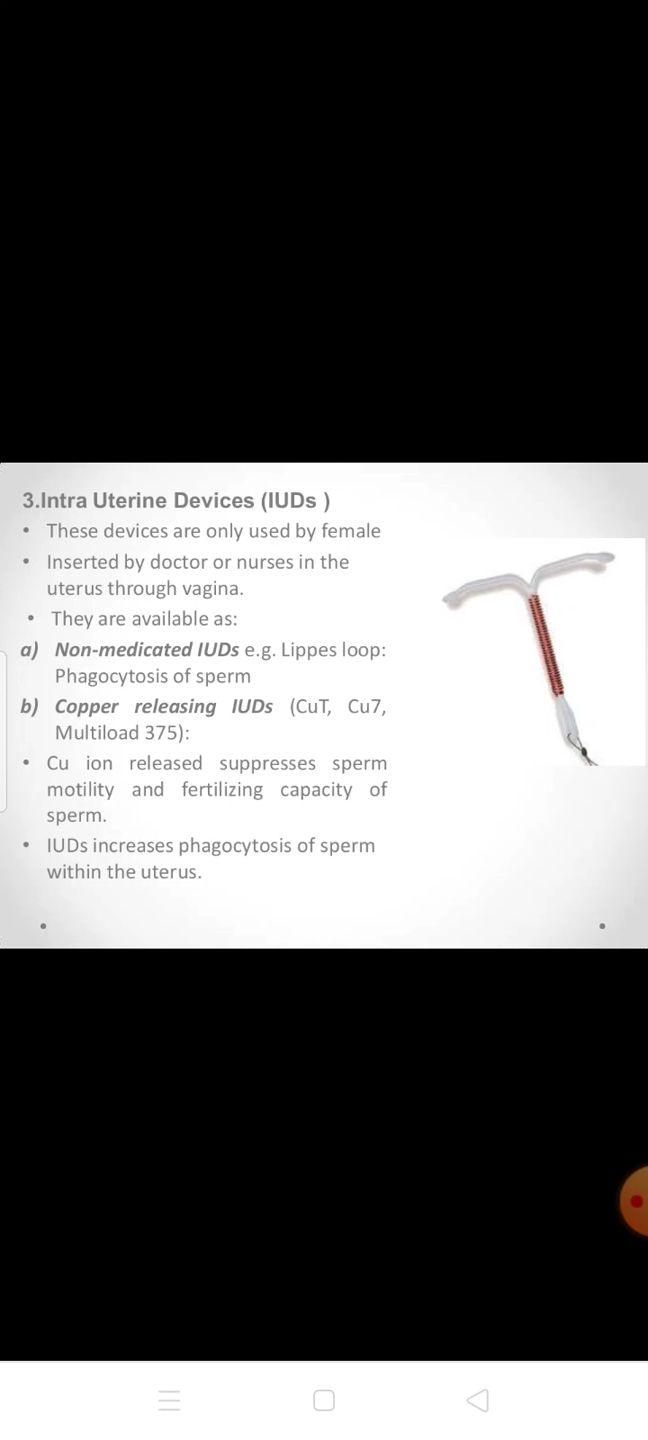 3.Intra Uterine Devices (IUDs )
• These devices are only used by female
• Inserted by doctor or nurses in the
uterus through vagina.
• They are available as:
a) Non-medicated IUDs e.g. Lippes loop:
Phagocytosis of sperm
b) Copper releasing IUDs (CuT, Cu7,
Multiload 375):
• Cu ion released suppresses sperm
motility and fertilizing capacity of
sperm.
• IUDs increases phagocytosis of sperm
within the uterus.